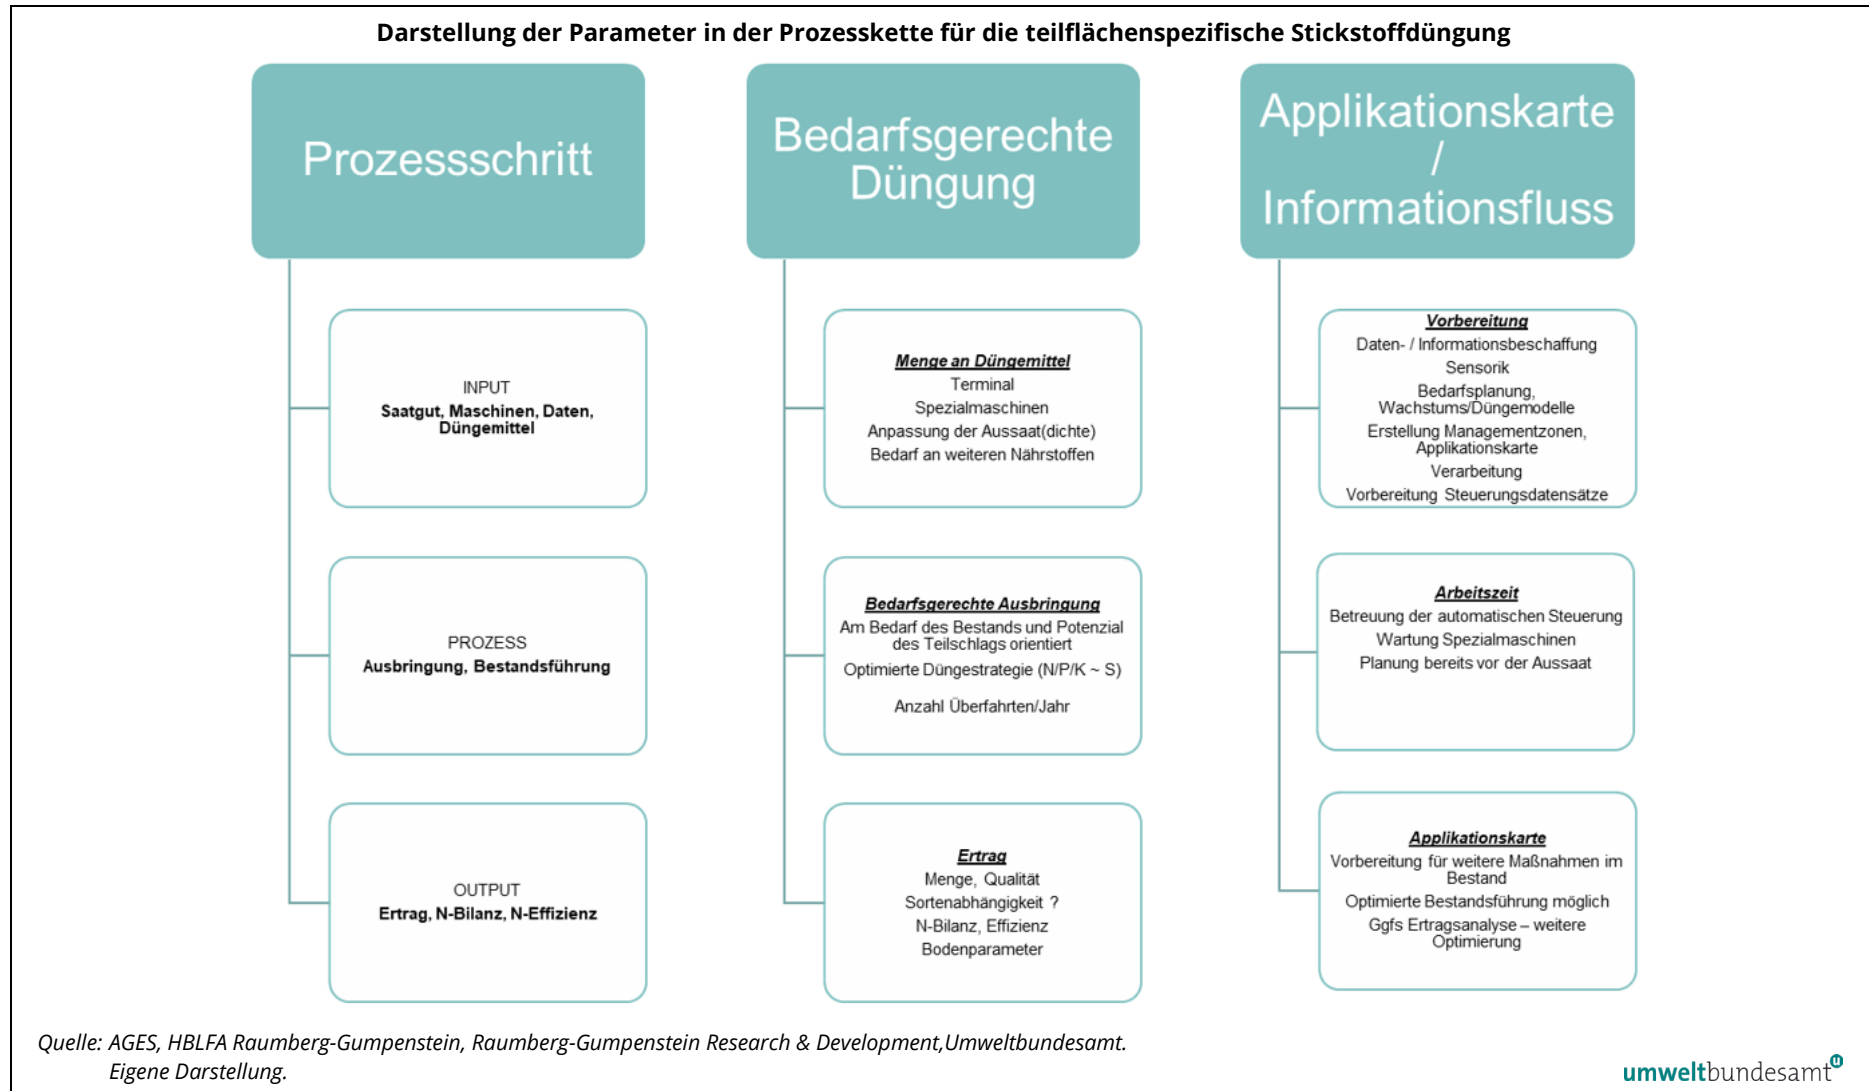 Darstellung der Parameter in der Prozesskette für die teilflächenspezifische Stickstoffdüngung
Prozessschritt
INPUT
Saatgut, Maschinen, Daten,
Düngemittel
PROZESS
Ausbringung, Bestandsführung
OUTPUT
Ertrag, N-Bilanz, N-Effizienz
Bedarfsgerechte
Düngung
Menge an Düngemittel
Terminal
Spezialmaschinen
Anpassung der Aussaat(dichte)
Bedarf an weiteren Nährstoffen
Bedarfsgerechte Ausbringung
Am Bedarf des Bestands und Potenzial
des Teilschlags orientiert
Optimierte Düngestrategie (N/P/K ~ S)
Anzahl Überfahrten/Jahr
Ertrag
Menge, Qualität
Sortenabhängigkeit ?
N-Bilanz, Effizienz
Bodenparameter
Applikationskarte
/
Informationsfluss
Vorbereitung
Daten- / Informationsbeschaffung
Sensorik
Bedarfsplanung,
Wachstums/Düngemodelle
Erstellung Managementzonen,
Applikationskarte
Verarbeitung
Vorbereitung Steuerungsdatensätze
Arbeitszeit
Betreuung der automatischen Steuerung
Wartung Spezialmaschinen
Planung bereits vor der Aussaat
Applikationskarte
Vorbereitung für weitere Maßnahmen im
Bestand
Optimierte Bestandsführung möglich
Ggfs Ertragsanalyse – weitere
Optimierung
Quelle: AGES, HBLFA Raumberg-Gumpenstein, Raumberg-Gumpenstein Research & Development,Umweltbundesamt.
Eigene Darstellung.
umweltbundesamt u